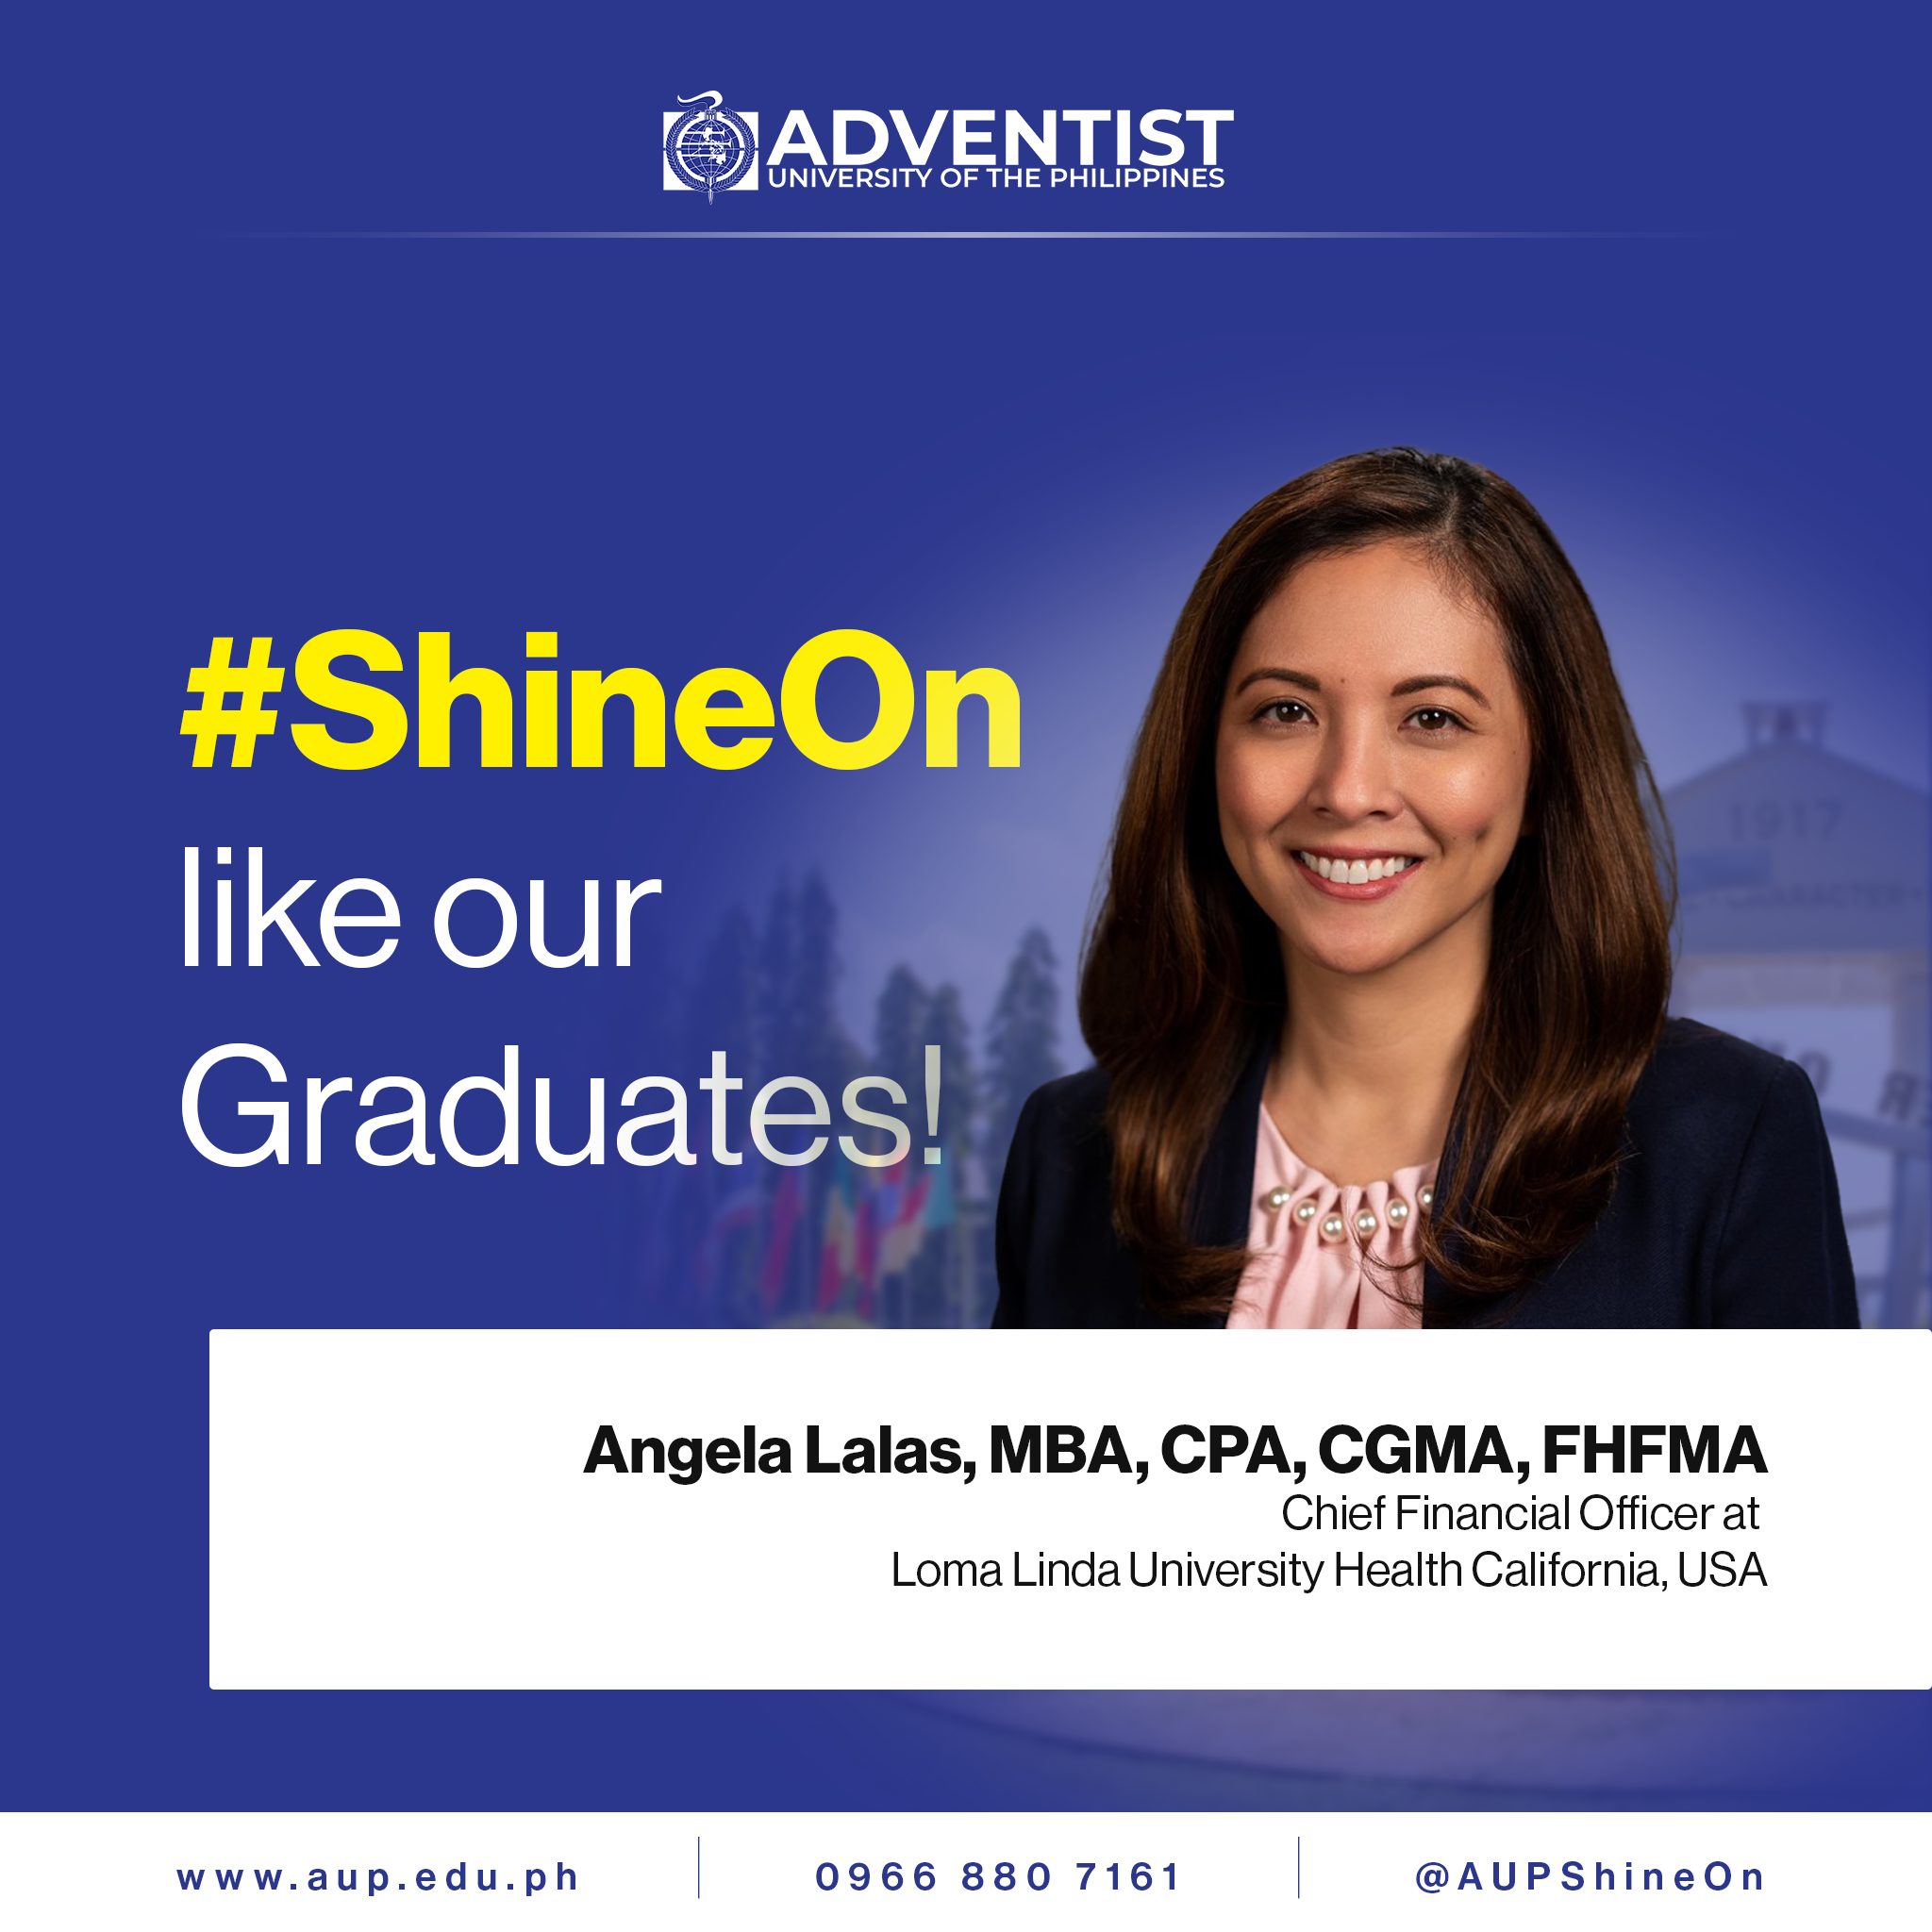 ADVENTIST
UNIVERSITY OF THE PHILIPPINES
#ShineOn
like our
Graduates!
1917
Angela Lalas, MBA, CPA, CGMA, FHFMA
Chief Financial Officer at
Loma Linda University Health California, USA
www.aup.edu.ph
0966 880 7161
@AUPShineOn